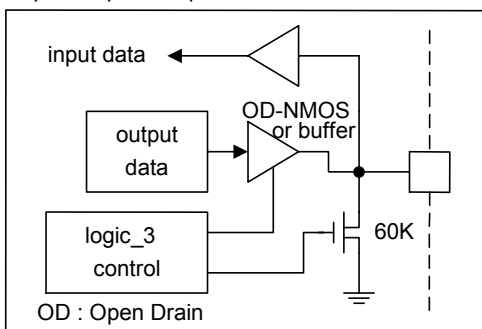 input data
OD-NMOS
or buffer
output
data
logic_3
control
60K
OD : Open Drain